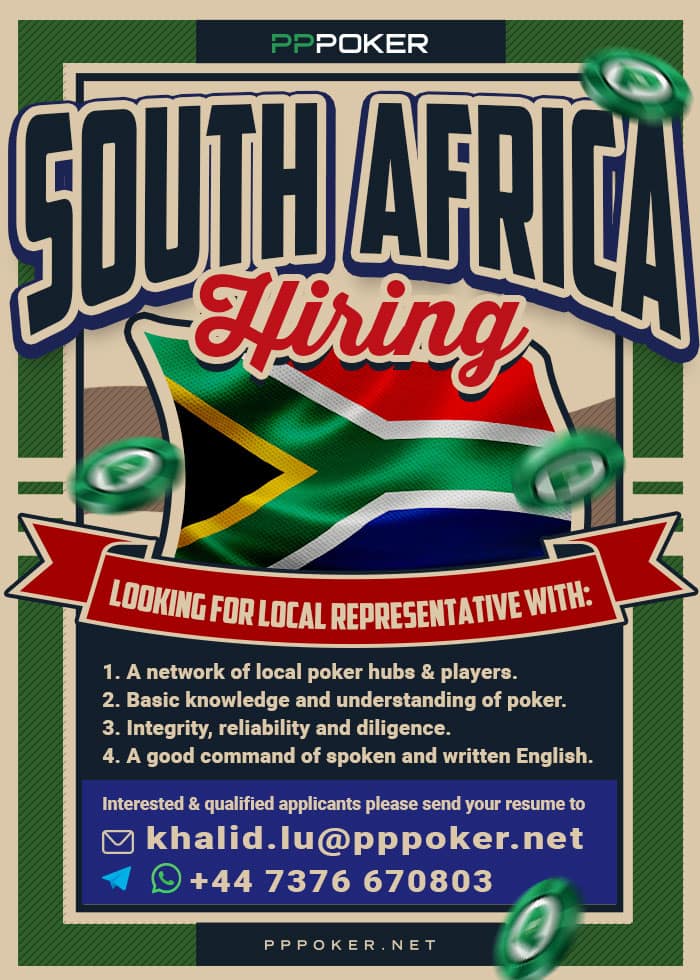 PPPOKER
SOUTH AFRICA
Hiring
LOOKING FOR LOCAL REPRESENTATIVE WITH:
1. A network of local poker hubs & players.
2. Basic knowledge and understanding of poker.
3. Integrity, reliability and diligence.
4. A good command of spoken and written English.
Interested & qualified applicants please send your resume to
khalid.lu@pppoker.net
+44 7376 670803
PPPOKER.NET